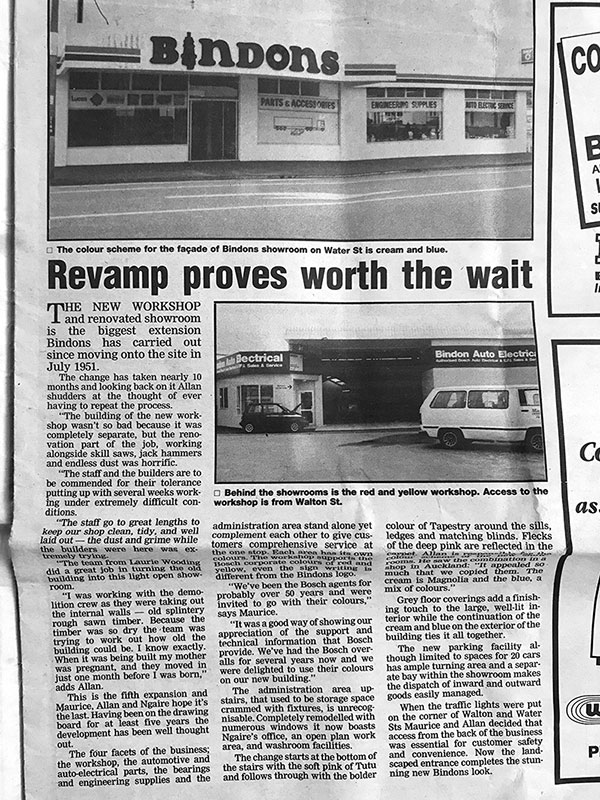 BINDONS
PARTS & ACCESSORIES
ENGINEERING SUPPLIES
AUTO ELECTRIC SERVICE
□ The colour scheme for the façade of Bindons showroom on Water St is cream and blue.
Revamp proves worth the wait
THE NEW WORKSHOP
and renovated showroom
is the biggest extension
Bindons has carried out
since moving onto the site in
July 1951.
The change has taken nearly 10
months and looking back on it Allan
shudders at the thought of ever
having to repeat the process.
"The building of the new work-
shop wasn't so bad because it was
completely separate, but the reno-
vation part of the job, working
alongside skill saws, jack hammers
and endless dust was horrific.
"The staff and the builders are to
be commended for their tolerance
putting up with several weeks work-
ing under extremely difficult con-
ditions.
"The staff go to great lengths to
keep our shop clean, tidy, and well
laid out — the dust and grime while
the builders were here was ex-
tremely trying.
"The team from Laurie Wooding
did a great job in turning the old
building into this light open show-
room.
"I was working with the demo-
lition crew as they were taking out
the internal walls — old splintery
rough sawn timber. Because the
timber was so dry the team was
trying to work out how old the
building could be. I know exactly.
When it was being built my mother
was pregnant, and they moved in
just one month before I was born,"
adds Allan.
This is the fifth expansion and
Maurice, Allan and Ngaire hope it's
the last. Having been on the drawing
board for at least five years the
development has been well thought
out.
The four facets of the business;
the workshop, the automotive and
auto-electrical parts, the bearings
and engineering supplies and the
Bindon Auto Electrical
Bindon Auto Electrical
□ Behind the showrooms is the red and yellow workshop. Access to the
workshop is from Walton St.
administration area stand alone yet
complement each other to give cus-
tomers comprehensive service at
the one stop. Each area has its own
colours. The workshop supports the
Bosch corporate colours of red and
yellow, even the sign writing is
different from the Bindons logo.
"We've been the Bosch agents for
probably over 50 years and were
invited to go with their colours,"
says Maurice.
"It was a good way of showing our
appreciation of the support and
technical information that Bosch
provide. We've had the Bosch over-
alls for several years now and we
were delighted to use their colours
on our new building."
The administration area up-
stairs, that used to be storage space
crammed with fixtures, is unrecog-
nisable. Completely remodelled with
numerous windows it now boasts
Ngaire's office, an open plan work
area, and washroom facilities.
The change starts at the bottom of
the stairs with the soft pink of Tutu
and follows through with the bolder
colour of Tapestry around the sills,
ledges and matching blinds. Flecks
of the deep pink are reflected in the
carpet. Allan is responsible for the
colour
rooms. He saw the combination in a
shop in Auckland: "It appealed so
much that we copied them. The
cream is Magnolia and the blue, a
mix of colours."
Grey floor coverings add a finish-
ing touch to the large, well-lit in-
terior while the continuation of the
cream and blue on the exterior of the
building ties it all together.
The new parking facility al-
though limited to spaces for 20 cars
has ample turning area and a separ-
ate bay within the showroom makes
the dispatch of inward and outward
goods easily managed.
When the traffic lights were put
on the corner of Walton and Water
Sts Maurice and Allan decided that
access from the back of the business
was essential for customer safety
and convenience. Now the land-
scaped entrance completes the stun-
ning new Bindons look.
CO
B
Co
as
P